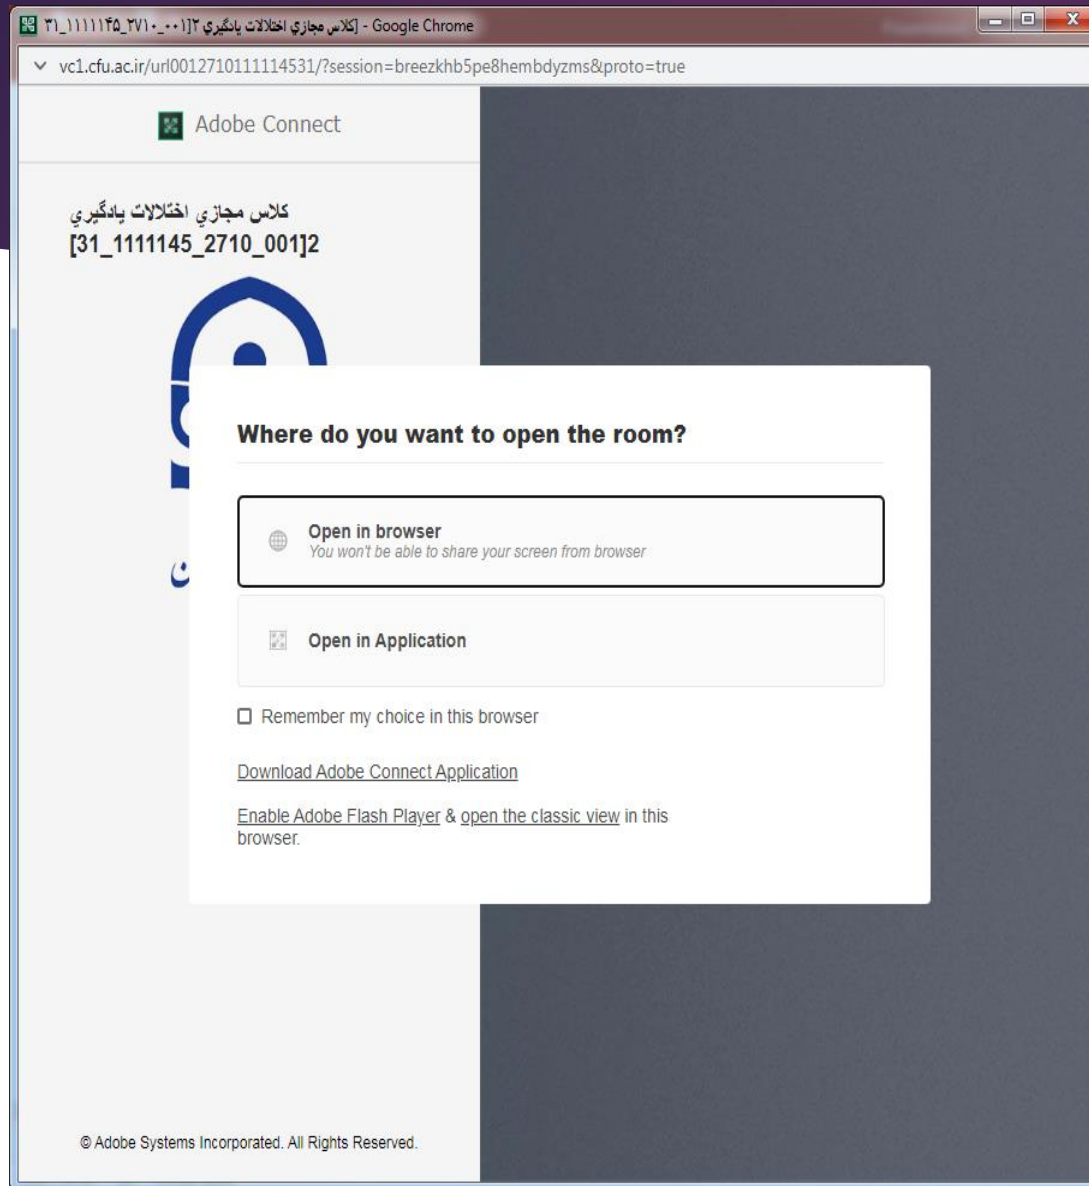 [کلاس مجازي اختلالات يادگيري ۲[۰۰۱_۲۷۱۰_۱۱۱۱۱۴۵_۳۱ - Google Chrome
vc1.cfu.ac.ir/url0012710111114531/?session=breezkhb5pe8hembdyzms&proto=true
Adobe Connect
کلاس مجازي اختلالات يادگيري
[31_1111145_2710_001]2
Where do you want to open the room?
Open in browser
You won't be able to share your screen from browser
Open in Application
Remember my choice in this browser
Download Adobe Connect Application
Enable Adobe Flash Player & open the classic view in this
browser.
© Adobe Systems Incorporated. All Rights Reserved.